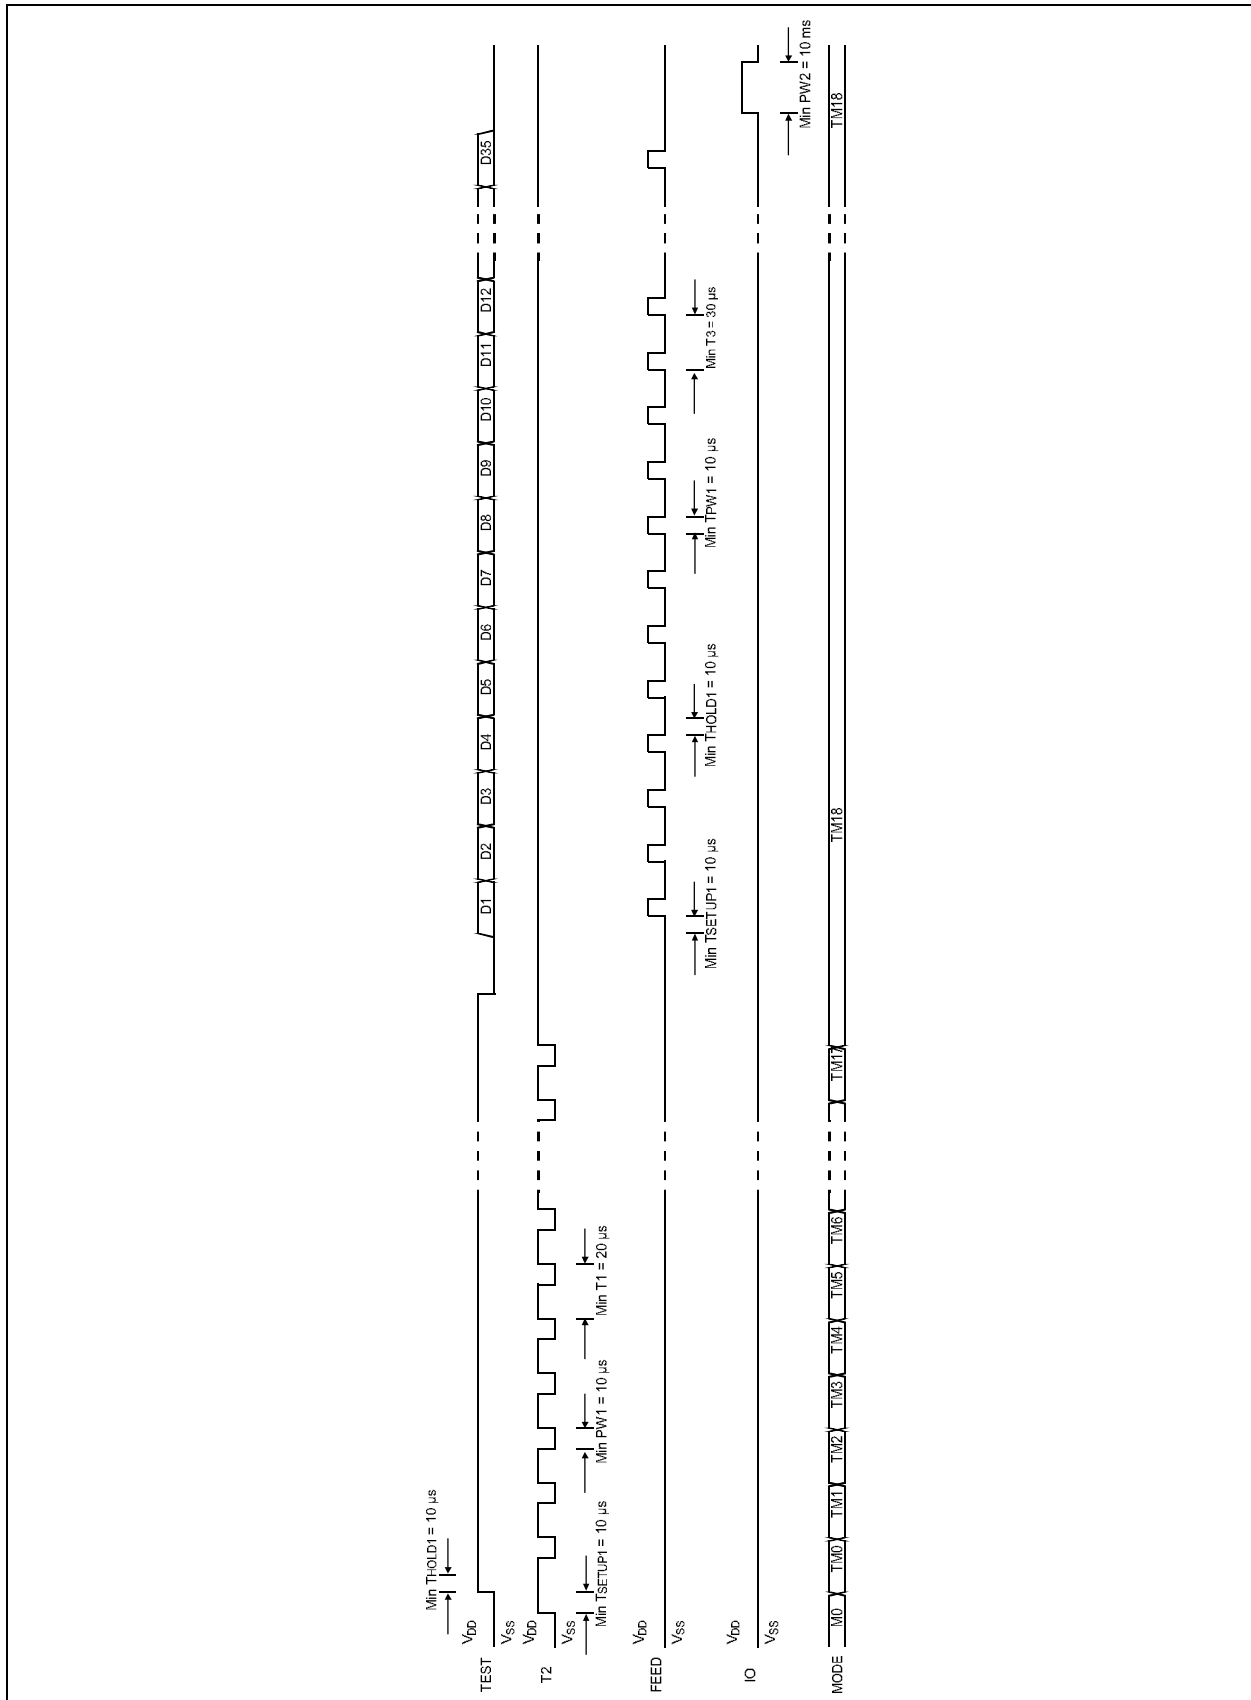 Min THOLD1 = 10 µs
TEST
VDD
VSS
D1
D2
D3
D4
D5
D6
D7
D8
D9
D10
D11
D12
D35
T2
VDD
VSS
Min TSETUP1 = 10 µs
Min PW1 = 10 µs
Min T1 = 20 µs
FEED
VDD
VSS
Min TSETUP1 = 10 µs
Min THOLD1 = 10 µs
Min TPW1 = 10 µs
Min T3 = 30 µs
IO
VDD
VSS
Min PW2 = 10 ms
MODE
M0
TM0
TM1
TM2
TM3
TM4
TM5
TM6
TM17
TM18
TM18